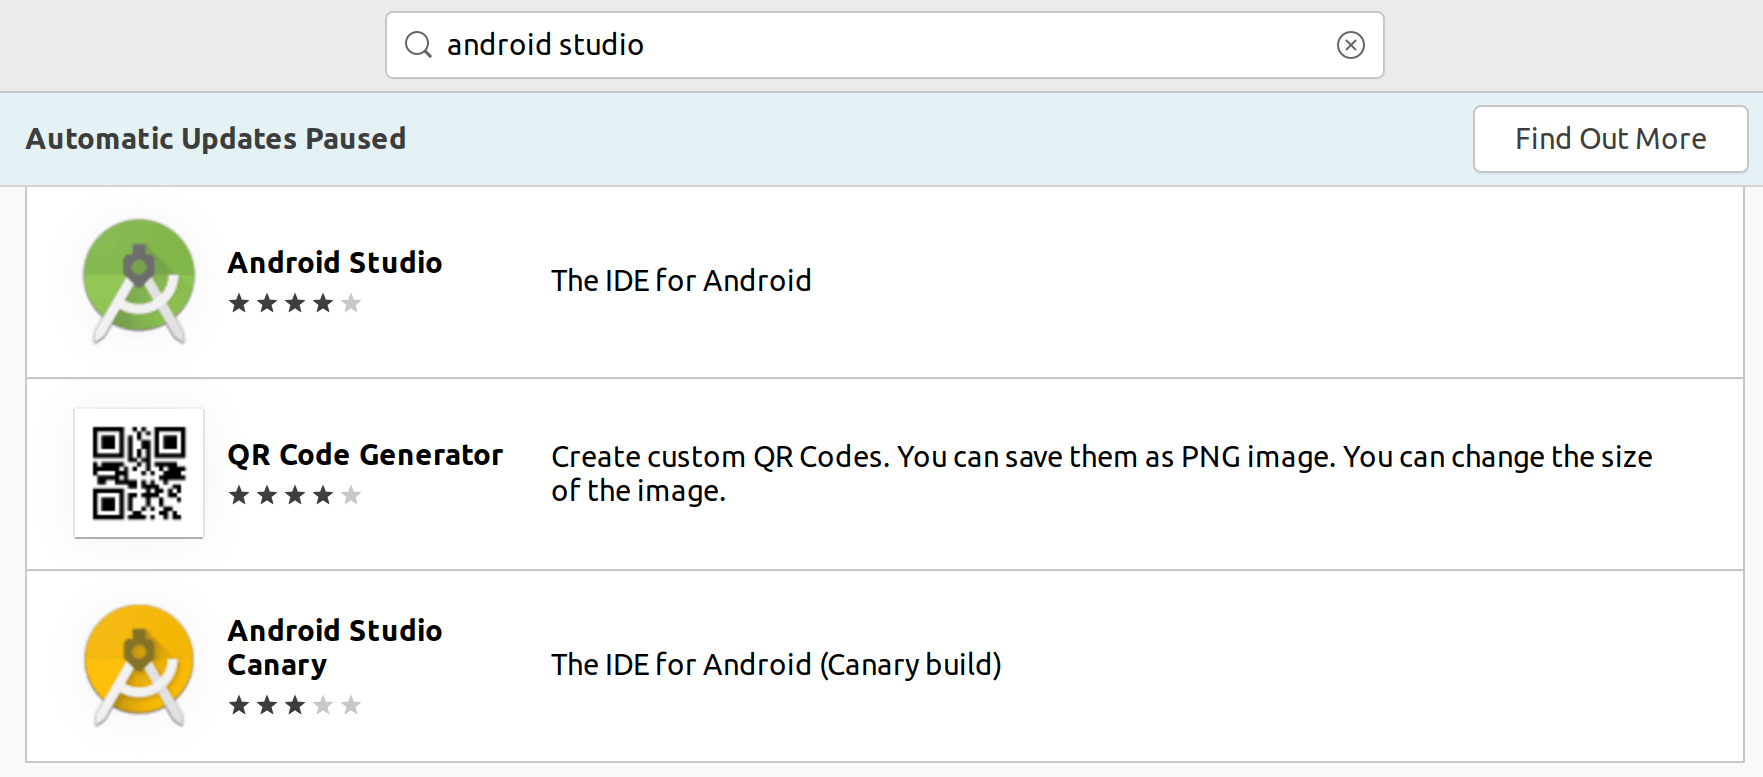 android studio
Automatic Updates Paused
Find Out More
Android Studio
The IDE for Android
QR Code Generator
Create custom QR Codes. You can save them as PNG image. You can change the size
of the image.
Android Studio
Canary
The IDE for Android (Canary build)